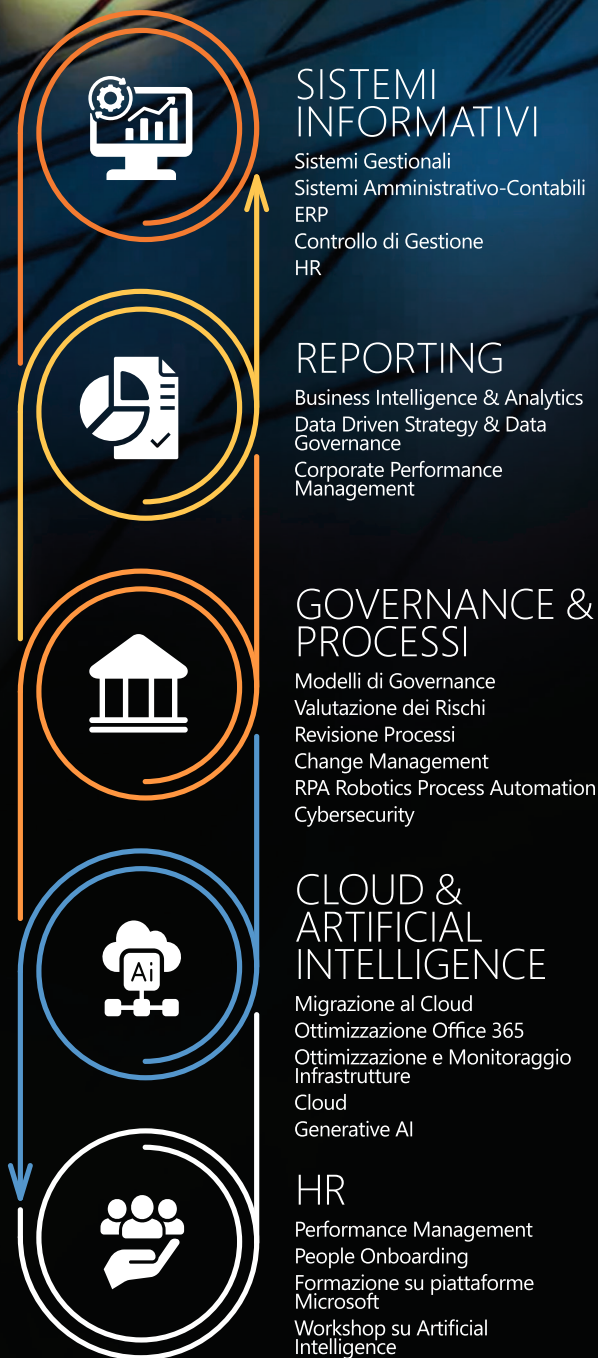 SISTEMI
INFORMATIVI
Sistemi Gestionali
Sistemi Amministrativo-Contabili
ERP
Controllo di Gestione
HR
REPORTING
Business Intelligence & Analytics
Data Driven Strategy & Data
Governance
Corporate Performance
Management
GOVERNANCE &
PROCESSI
Modelli di Governance
Valutazione dei Rischi
Revisione Processi
Change Management
RPA Robotics Process Automation
Cybersecurity
CLOUD &
ARTIFICIAL
INTELLIGENCE
Ai
Migrazione al Cloud
Ottimizzazione Office 365
Ottimizzazione e Monitoraggio
Infrastrutture
Cloud
Generative AI
HR
Performance Management
People Onboarding
Formazione su piattaforme
Microsoft
Workshop su Artificial
Intelligence